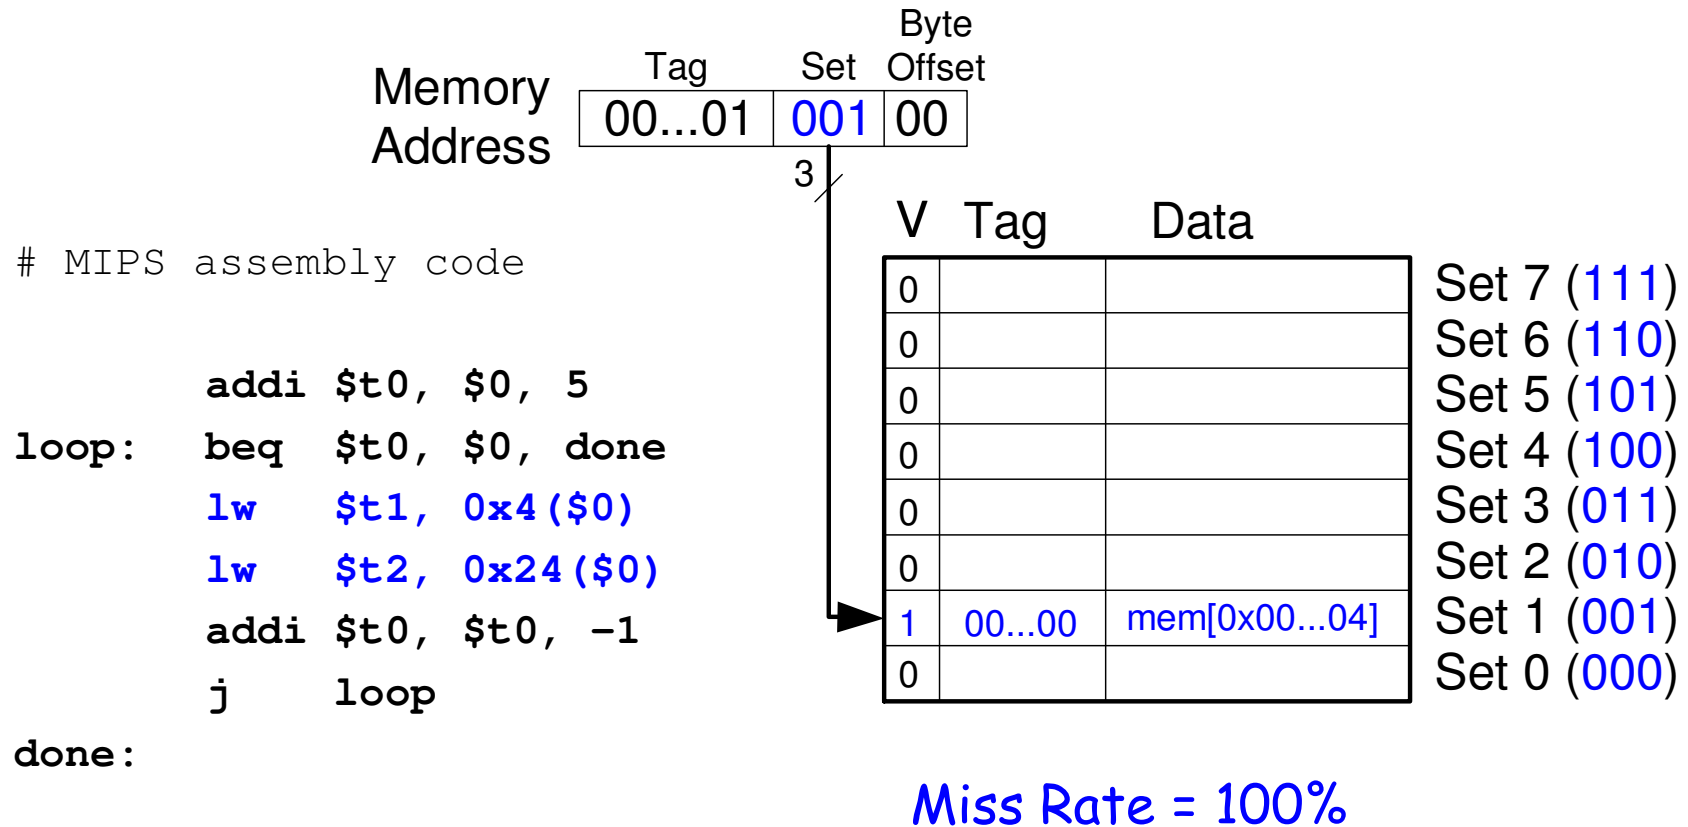 Byte
Tag Set Offset
Memory Address
00...01 001 00
3
# MIPS assembly code
addi $t0, $0, 5
loop: beq $t0, $0, done
lw $t1, 0x4($0)
lw $t2, 0x24($0)
addi $t0, $t0, −1
j loop
done:
V Tag Data
0 Set 7 (111)
0 Set 6 (110)
0 Set 5 (101)
0 Set 4 (100)
0 Set 3 (011)
0 Set 2 (010)
1 00...00 mem[0x00...04] Set 1 (001)
0 Set 0 (000)
Miss Rate = 100%